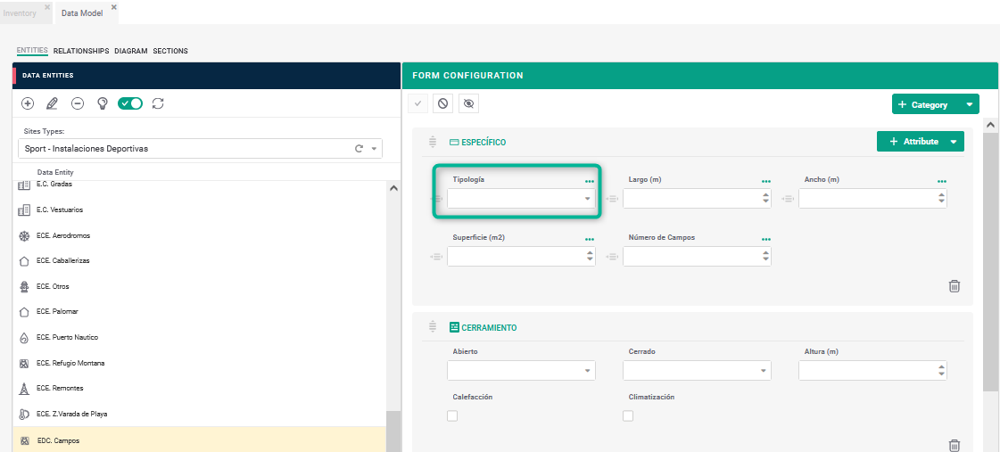 Inventory
Data Model
ENTITIES RELATIONSHIPS DIAGRAM SECTIONS
DATA ENTITIES
Sites Types:
Sport - Instalaciones Deportivas
Data Entity
E.C. Gradas
E.C. Vestuarios
ECE. Aerodromos
ECE. Caballerizas
ECE. Otros
ECE. Palomar
ECE. Puerto Nautico
ECE. Refugio Montana
ECE. Remontes
ECE. Z.Varada de Playa
EDC. Campos
FORM CONFIGURATION
+ Category
ESPECÍFICO
+ Attribute
Tipología
Largo (m)
Ancho (m)
Superficie (m2)
Número de Campos
CERRAMIENTO
Abierto
Cerrado
Altura (m)
Calefacción
Climatización